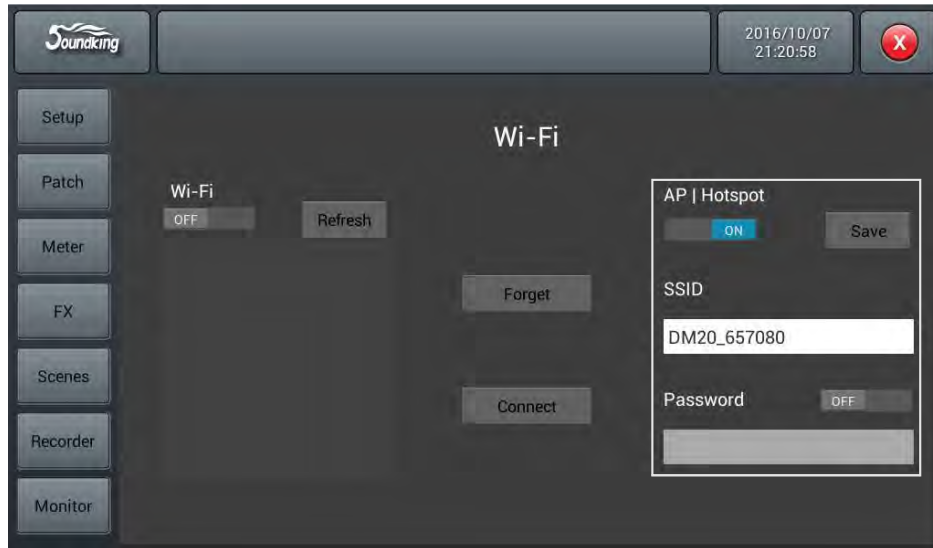 Soundking
2016/10/07
21:20:58
X
Setup
Patch
Meter
FX
Scenes
Recorder
Monitor
Wi-Fi
Wi-Fi
OFF
Refresh
Forget
Connect
AP | Hotspot
ON
Save
SSID
DM20_657080
Password
OFF